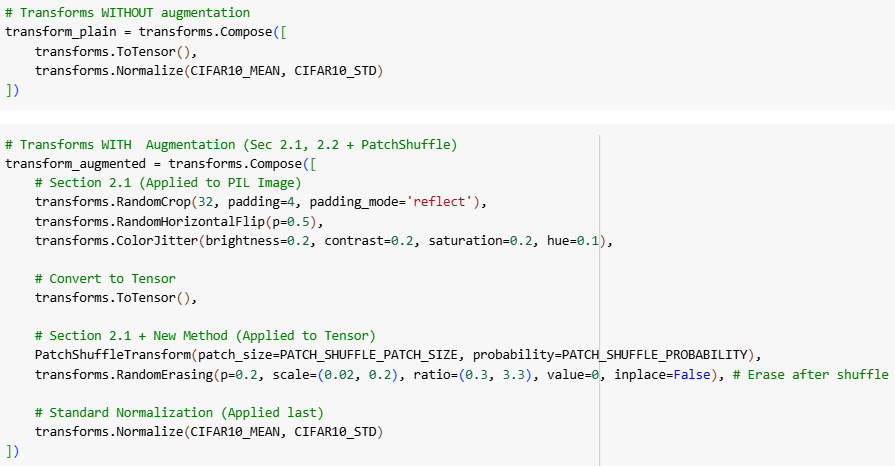 # Transforms WITHOUT augmentation
transform_plain = transforms.Compose([
    transforms.ToTensor(),
    transforms.Normalize(CIFAR10_MEAN, CIFAR10_STD)
])
# Transforms WITH  Augmentation (Sec 2.1, 2.2 + PatchShuffle)
transform_augmented = transforms.Compose([
    # Section 2.1 (Applied to PIL Image)
    transforms.RandomCrop(32, padding=4, padding_mode='reflect'),
    transforms.RandomHorizontalFlip(p=0.5),
    transforms.ColorJitter(brightness=0.2, contrast=0.2, saturation=0.2, hue=0.1),
    # Convert to Tensor
    transforms.ToTensor(),
    # Section 2.1 + New Method (Applied to Tensor)
    PatchShuffleTransform(patch_size=PATCH_SHUFFLE_PATCH_SIZE, probability=PATCH_SHUFFLE_PROBABILITY),
    transforms.RandomErasing(p=0.2, scale=(0.02, 0.2), ratio=(0.3, 3.3), value=0, inplace=False), # Erase after shuffle
    # Standard Normalization (Applied last)
    transforms.Normalize(CIFAR10_MEAN, CIFAR10_STD)
])